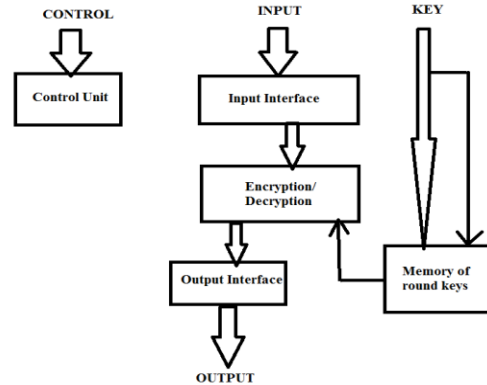 CONTROL
INPUT
KEY
Control Unit
Input Interface
Encryption/
Decryption
Output Interface
Memory of
round keys
OUTPUT